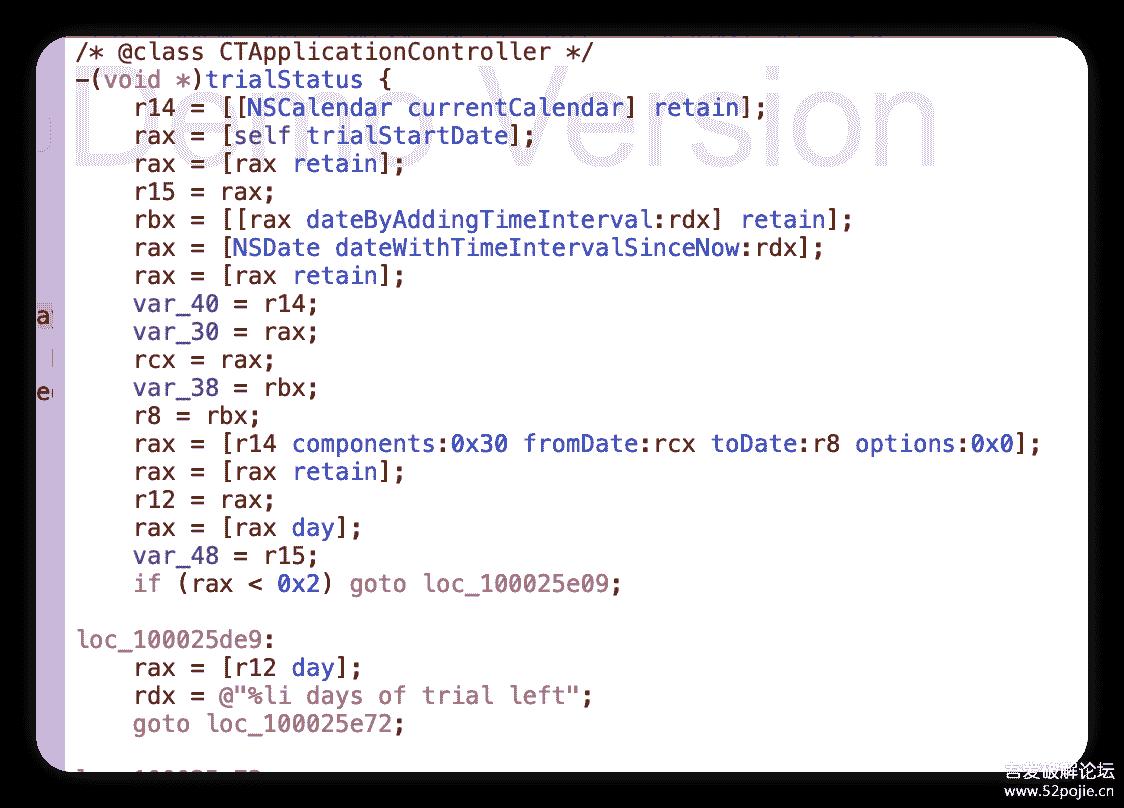 /* @class CTApplicationController */
-(void *)trialStatus {
Demo Version
r14 = [[NSCalendar currentCalendar] retain];
rax = [self trialStartDate];
rax = [rax retain];
r15 = rax;
rbx = [[rax dateByAddingTimeInterval:rdx] retain];
rax = [NSDate dateWithTimeIntervalSinceNow:rdx];
rax = [rax retain];
var_40 = r14;
var_30 = rax;
rcx = rax;
var_38 = rbx;
r8 = rbx;
rax = [r14 components:0x30 fromDate:rcx toDate:r8 options:0x0];
rax = [rax retain];
r12 = rax;
rax = [rax day];
var_48 = r15;
if (rax < 0x2) goto loc_100025e09;
loc_100025de9:
rax = [r12 day];
rdx = @"%li days of trial left";
goto loc_100025e72;
吾爱破解论坛
www.52pojie.cn